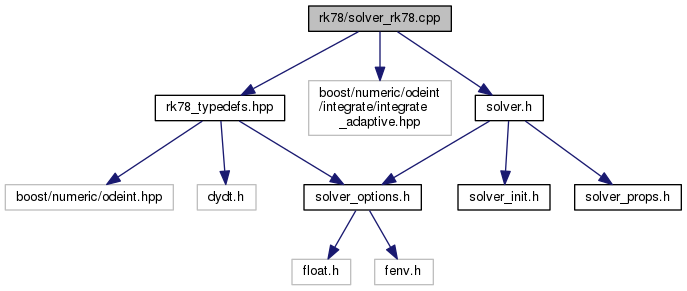 rk78/solver_rk78.cpp
rk78_typedefs.hpp
boost/numeric/odeint
/integrate/integrate
_adaptive.hpp
solver.h
boost/numeric/odeint.hpp
dydt.h
solver_options.h
solver_init.h
solver_props.h
float.h
fenv.h